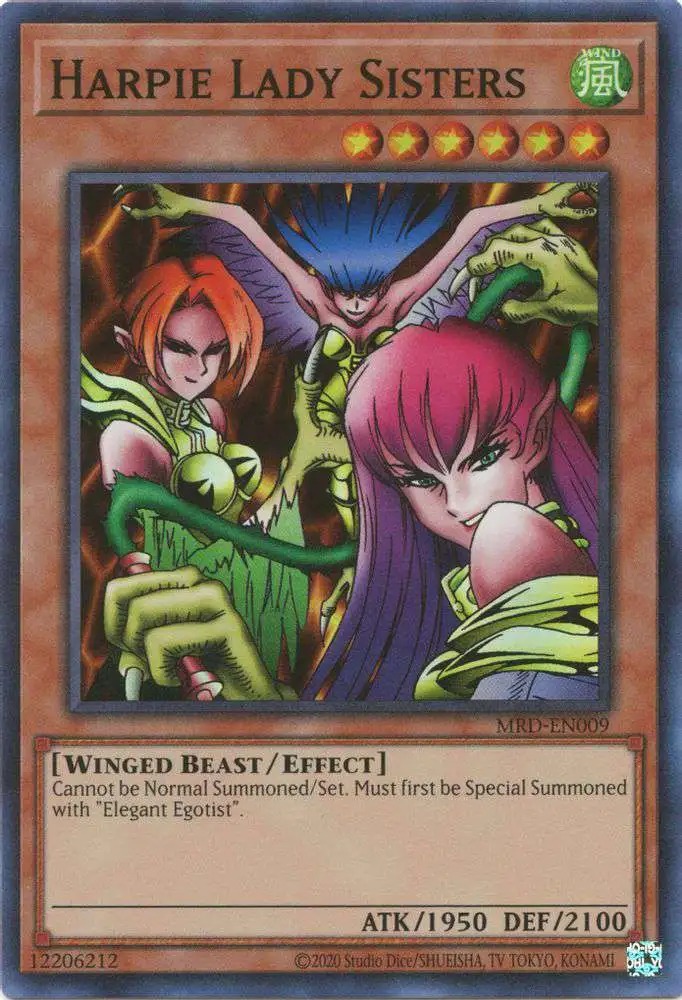 HARPIE LADY SISTERS
WIND
風
MRD-EN009
[WINGED BEAST/EFFECT]
Cannot be Normal Summoned/Set. Must first be Special Summoned
with "Elegant Egotist".
ATK/1950 DEF/2100
12206212
©2020 Studio Dice/SHUEISHA, TV TOKYO, KONAMI